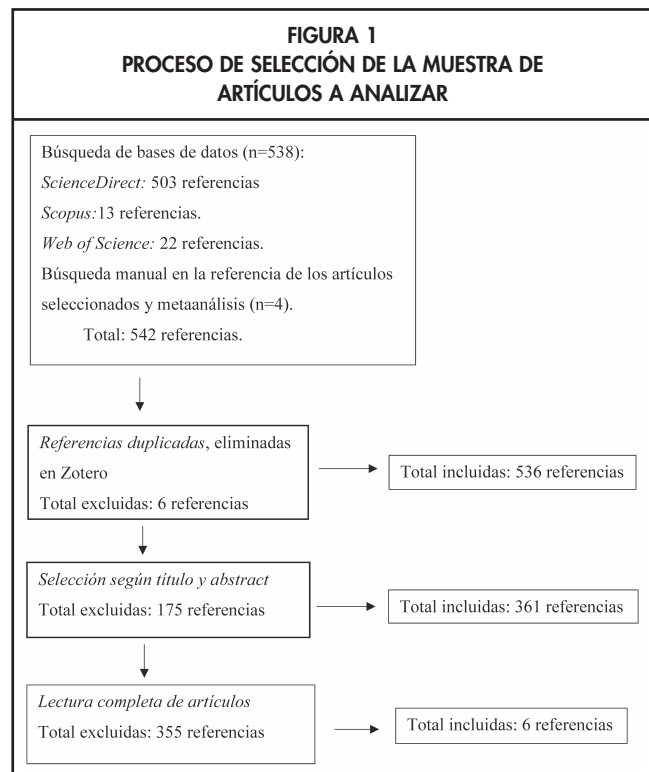 FIGURA 1
PROCESO DE SELECCIÓN DE LA MUESTRA DE
ARTÍCULOS A ANALIZAR
Búsqueda de bases de datos (n=538):
ScienceDirect: 503 referencias
Scopus:13 referencias.
Web of Science: 22 referencias.
Búsqueda manual en la referencia de los artículos
seleccionados y metaanálisis (n=4).
Total: 542 referencias.
Referencias duplicadas, eliminadas
en Zotero
Total excluidas: 6 referencias
Total incluidas: 536 referencias
Selección según título y abstract
Total excluidas: 175 referencias
Total incluidas: 361 referencias
Lectura completa de artículos
Total excluidas: 355 referencias
Total incluidas: 6 referencias